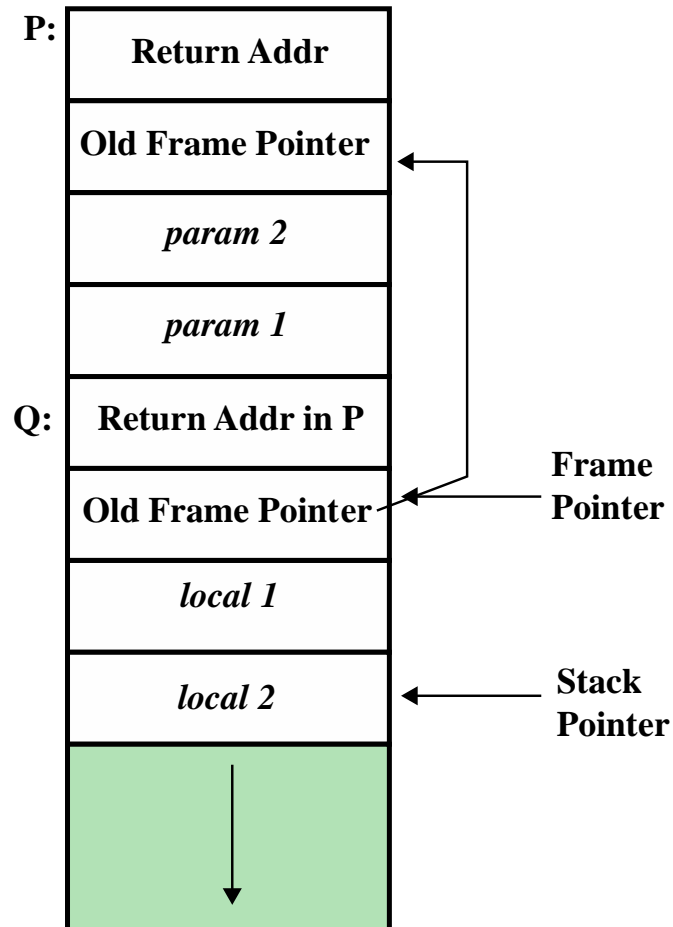 P:
Return Addr
Old Frame Pointer
param 2
param 1
Q:
Return Addr in P
Old Frame Pointer
Frame
Pointer
local 1
local 2
Stack
Pointer